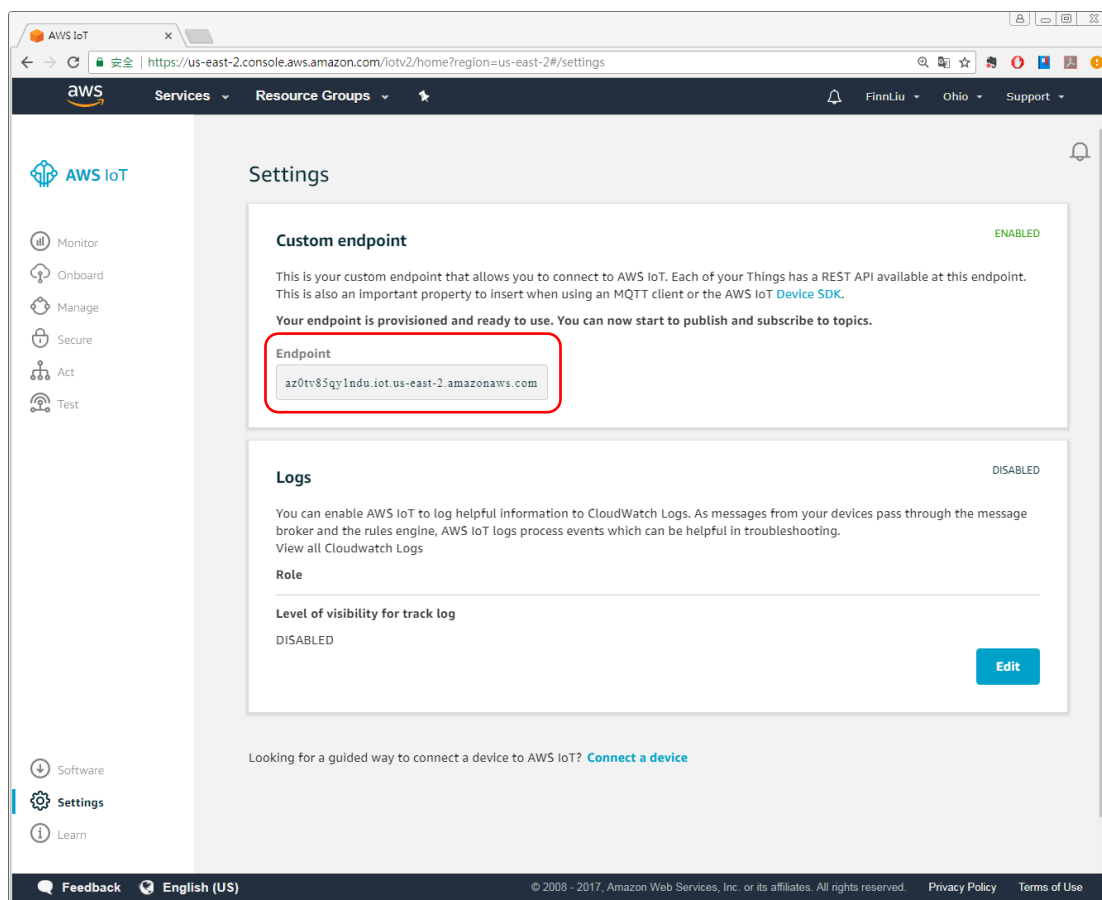 AWS IoT
安全 | https://us-east-2.console.aws.amazon.com/iotv2/home?region=us-east-2#/settings
aws Services Resource Groups FinnLiu Ohio Support
AWS IoT
Settings
Monitor
Onboard
Manage
Secure
Act
Test
Custom endpoint
ENABLED
This is your custom endpoint that allows you to connect to AWS IoT. Each of your Things has a REST API available at this endpoint.
This is also an important property to insert when using an MQTT client or the AWS IoT Device SDK.
Your endpoint is provisioned and ready to use. You can now start to publish and subscribe to topics.
Endpoint
az0tv85qy1ndu.iot.us-east-2.amazonaws.com
Logs
DISABLED
You can enable AWS IoT to log helpful information to CloudWatch Logs. As messages from your devices pass through the message
broker and the rules engine, AWS IoT logs process events which can be helpful in troubleshooting.
View all Cloudwatch Logs
Role
Level of visibility for track log
DISABLED
Edit
Looking for a guided way to connect a device to AWS IoT? Connect a device
Software
Settings
Learn
Feedback English (US) © 2008 - 2017, Amazon Web Services, Inc. or its affiliates. All rights reserved. Privacy Policy Terms of Use